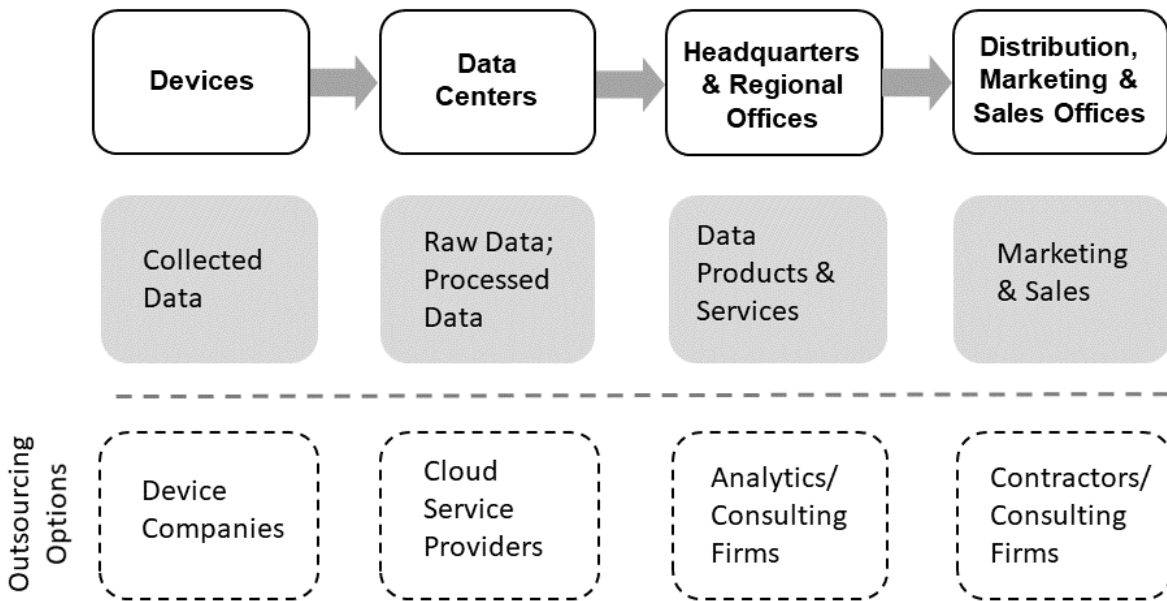 Devices
Data
Centers
Headquarters
& Regional
Offices
Distribution,
Marketing &
Sales Offices
Collected
Data
Raw Data;
Processed
Data
Data
Products &
Services
Marketing
& Sales
Outsourcing
Options
Device
Companies
Cloud
Service
Providers
Analytics/
Consulting
Firms
Contractors/
Consulting
Firms